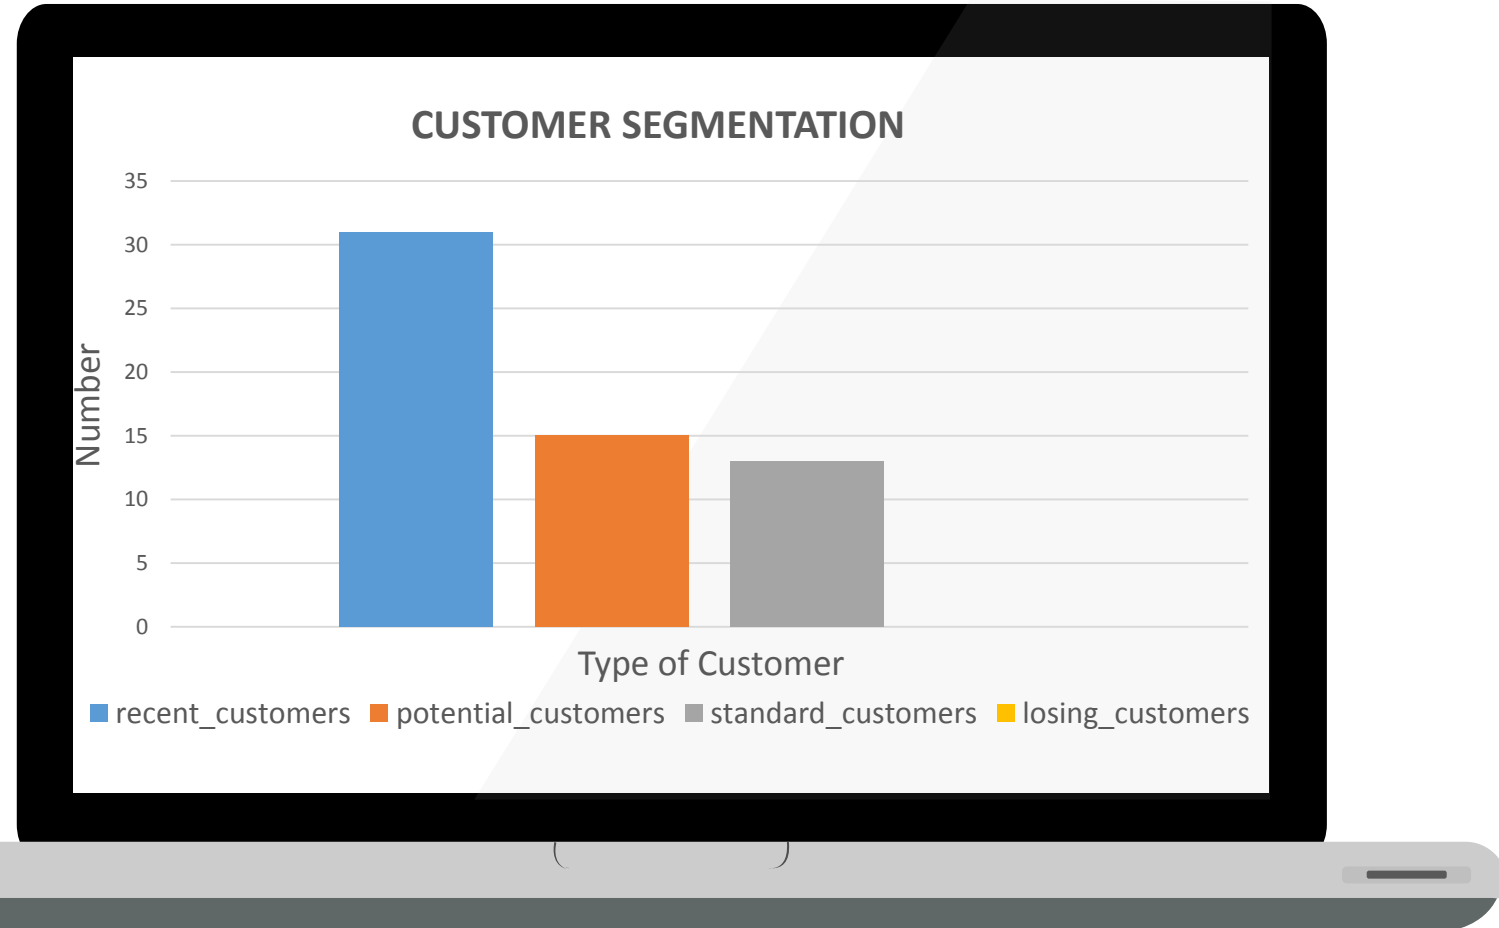 CUSTOMER SEGMENTATION
35
30
25
20
15
10
5
0
Number
Type of Customer
recent_customers potential_customers standard_customers losing_customers